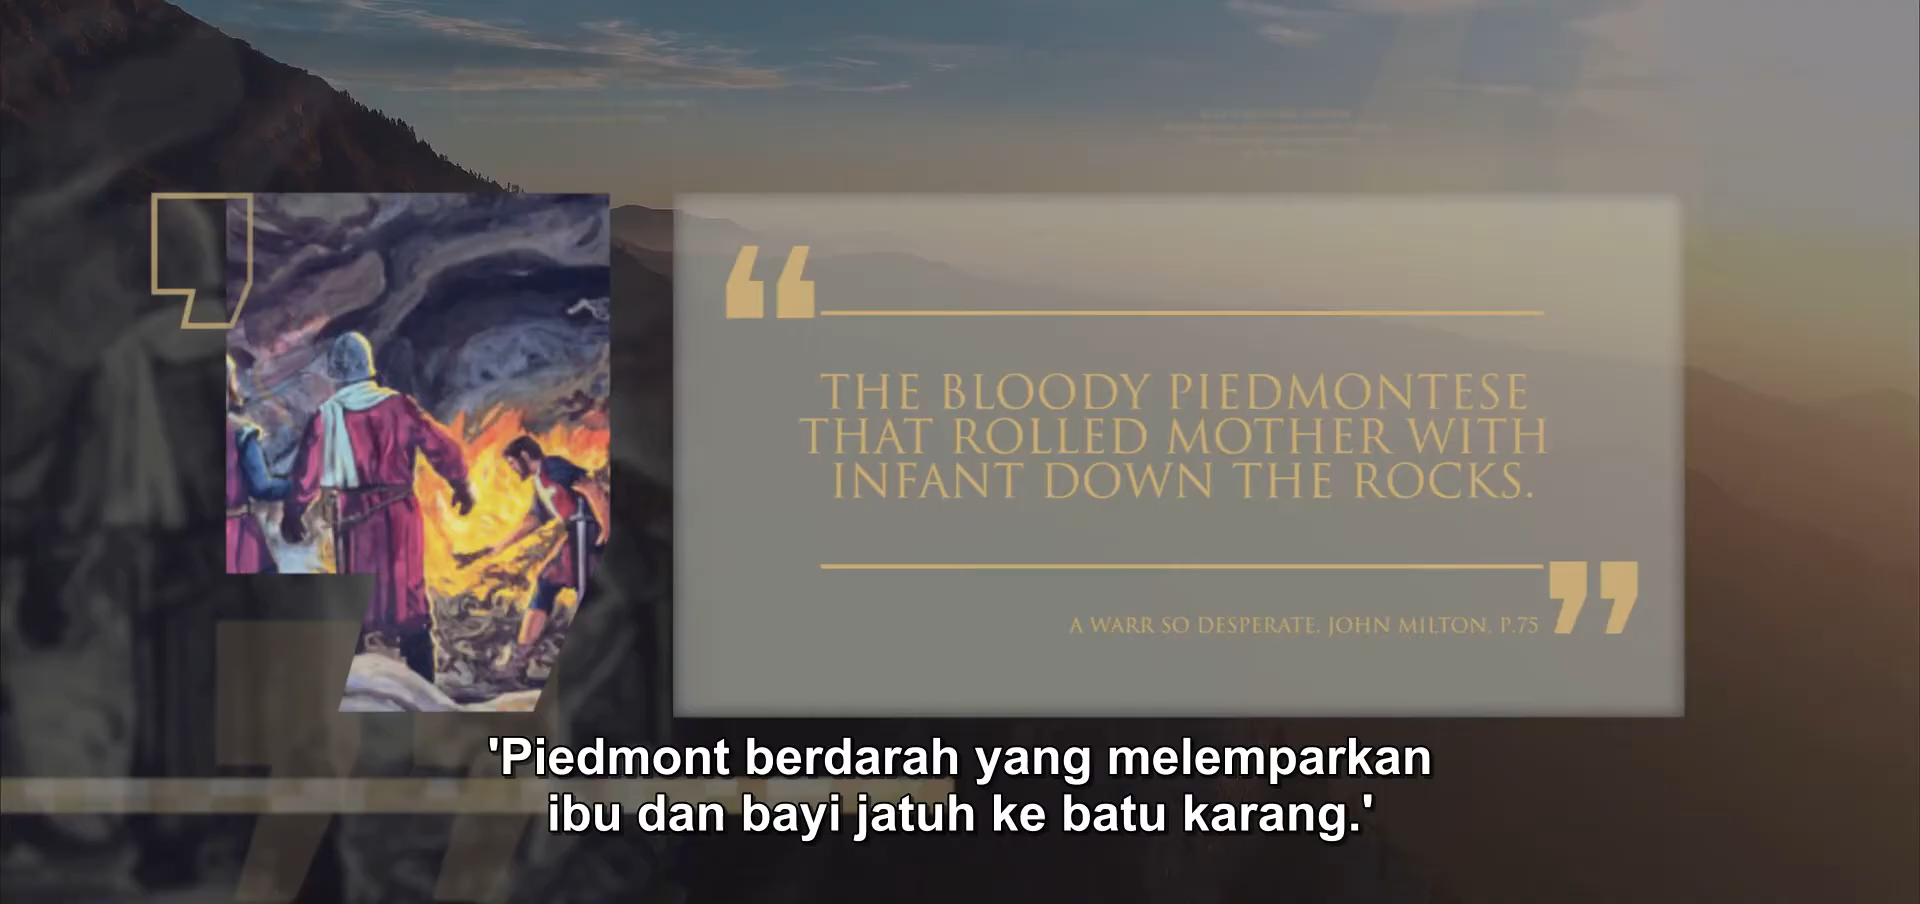 THE BLOODY PIEDMONTESE
THAT ROLLED MOTHER WITH
INFANT DOWN THE ROCKS.
A WARR SO DESPERATE, JOHN MILTON, P.75
'Piedmont berdarah yang melemparkan
ibu dan bayi jatuh ke batu karang.'